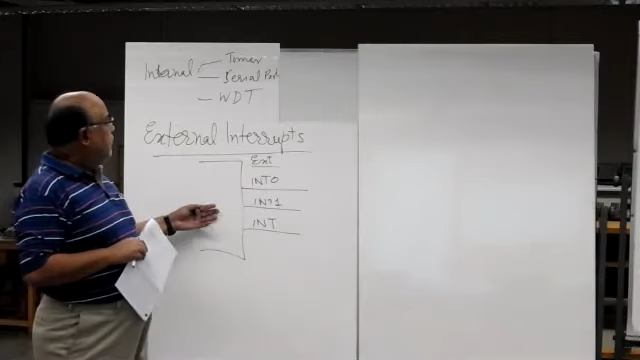 Timer
Internal Serial Port
- WDT
External Interrupts
Ext
INT0
INT1
INT